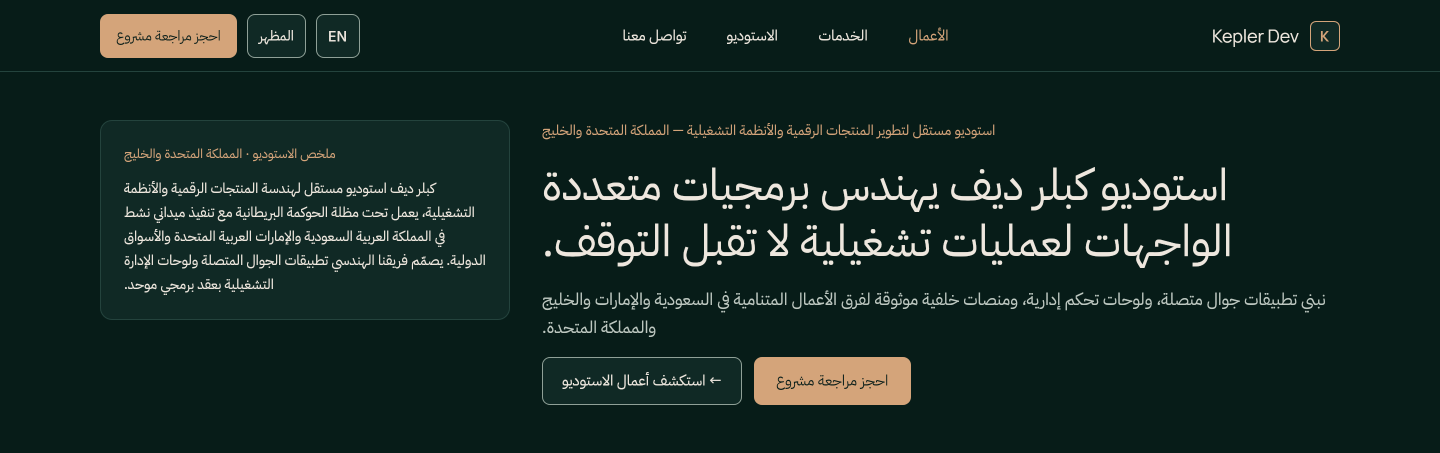 K
Kepler Dev
الأعمال
الخدمات
الاستوديو
تواصل معنا
EN
المظهر
احجز مراجعة مشروع
استوديو مستقل لتطوير المنتجات الرقمية والأنظمة التشغيلية — المملكة المتحدة والخليج
استوديو كبلر ديف يهندس برمجيات متعددة
الواجهات لعمليات تشغيلية لا تقبل التوقف.
نبني تطبيقات جوال متصلة، ولوحات تحكم إدارية، ومنصات خلفية موثوقة لفرق الأعمال المتنامية في السعودية والإمارات والخليج
والمملكة المتحدة.
احجز مراجعة مشروع
استكشف أعمال الاستوديو ←
ملخص الاستوديو · المملكة المتحدة والخليج
كبلر ديف استوديو مستقل لهندسة المنتجات الرقمية والأنظمة
التشغيلية، يعمل تحت مظلة الحوكمة البريطانية مع تنفيذ ميداني نشط
في المملكة العربية السعودية والإمارات العربية المتحدة والأسواق
الدولية. يصمّم فريقنا الهندسي تطبيقات الجوال المتصلة ولوحات الإدارة
التشغيلية بعقد برمجي موحد.